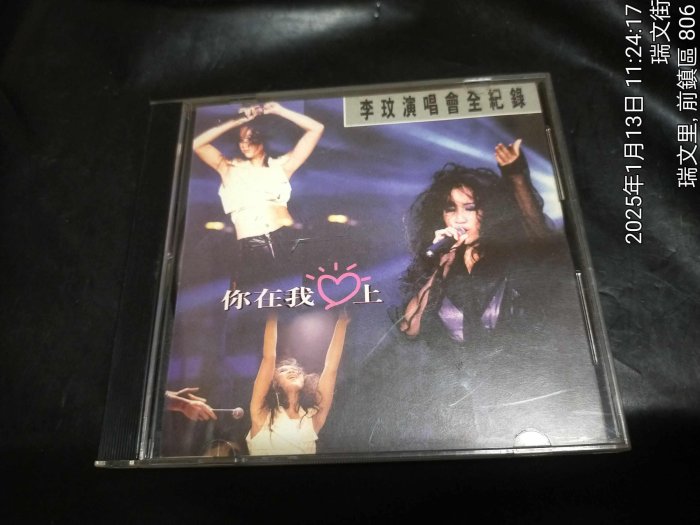 李玟演唱會全紀錄
你在我♡上
2025年1月13日 11:24:17
瑞文街
瑞文里, 前鎮區 806